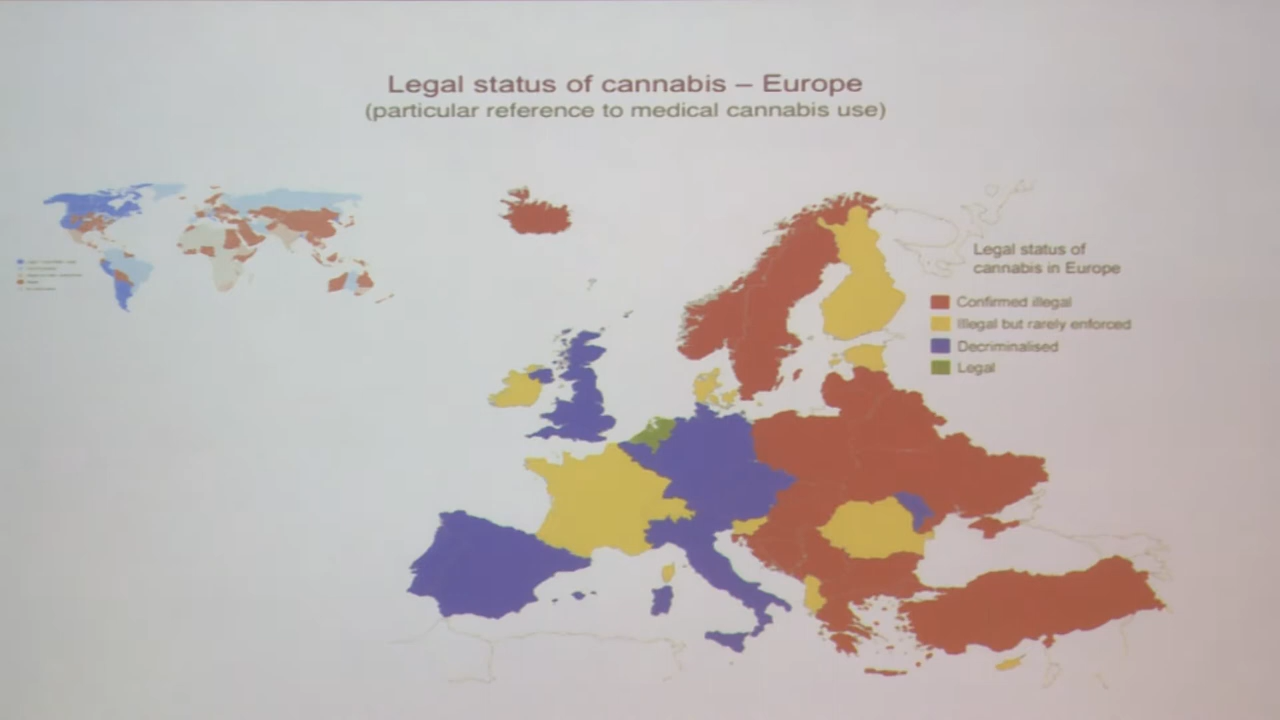 Legal status of cannabis – Europe
(particular reference to medical cannabis use)
Legal status of
cannabis in Europe
Confirmed illegal
Illegal but rarely enforced
Decriminalised
Legal